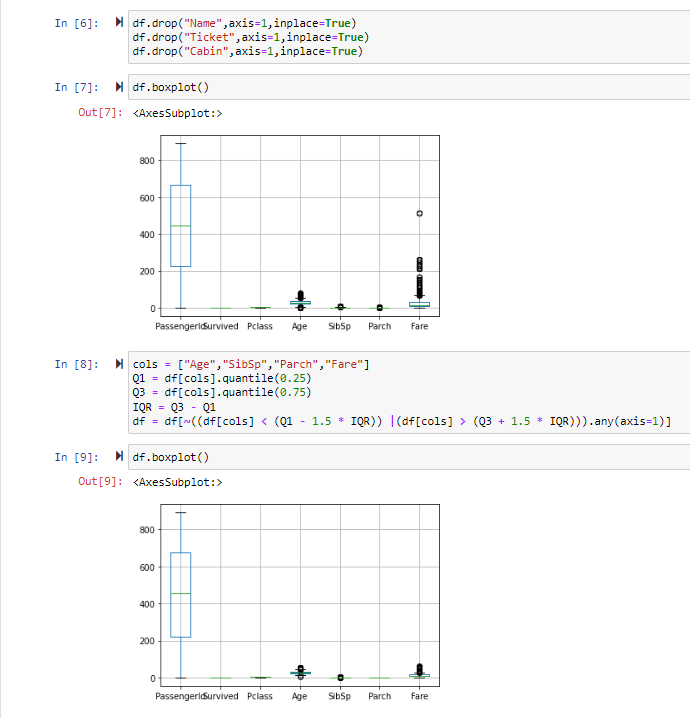 In [6]: df.drop("Name",axis=1,inplace=True)
df.drop("Ticket",axis=1,inplace=True)
df.drop("Cabin",axis=1,inplace=True)
In [7]: df.boxplot()
Out[7]: <AxesSubplot:>
800
600
400
200
0
PassengerId Survived Pclass Age SibSp Parch Fare
In [8]: cols = ["Age","SibSp","Parch","Fare"]
Q1 = df[cols].quantile(0.25)
Q3 = df[cols].quantile(0.75)
IQR = Q3 - Q1
df = df[~((df[cols] < (Q1 - 1.5 * IQR)) |(df[cols] > (Q3 + 1.5 * IQR))).any(axis=1)]
In [9]: df.boxplot()
Out[9]: <AxesSubplot:>
800
600
400
200
0
PassengerId Survived Pclass Age SibSp Parch Fare